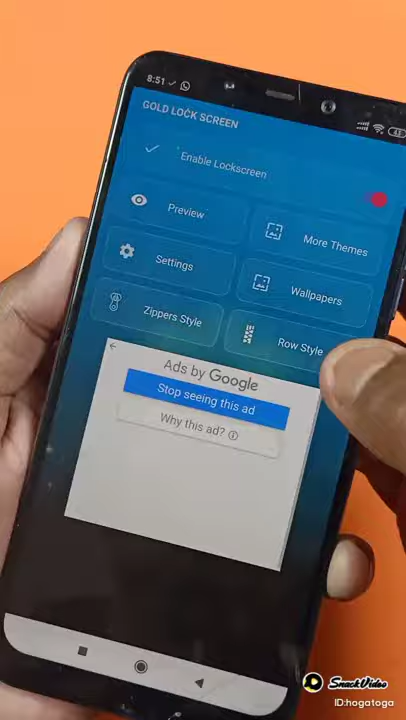 8:51
48
GOLD LOCK SCREEN
Enable Lockscreen
Preview
More Themes
Settings
Wallpapers
Zippers Style
Row Style
Ads by Google
Stop seeing this ad
Why this ad?
SnackVideo
ID:hogatoga